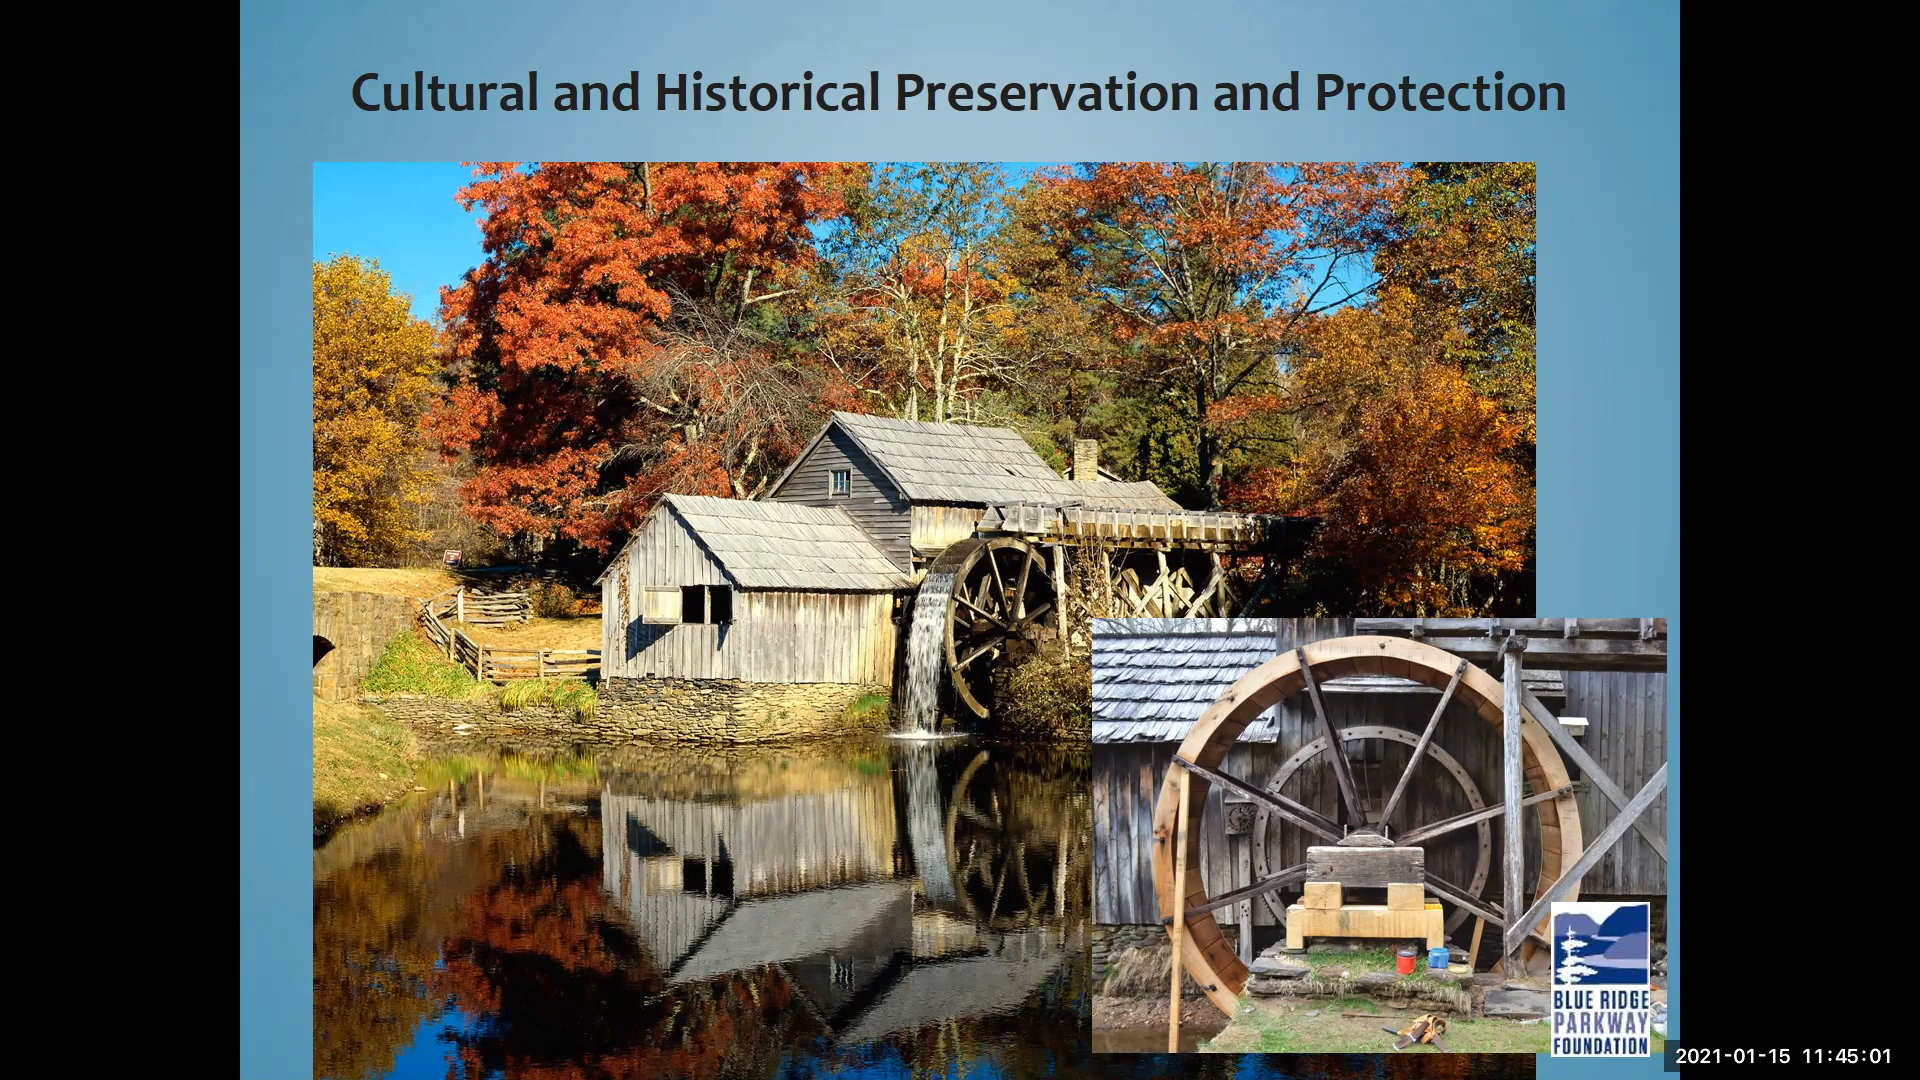 Cultural and Historical Preservation and Protection
BLUE RIDGE
PARKWAY
FOUNDATION
2021-01-15 11:45:01